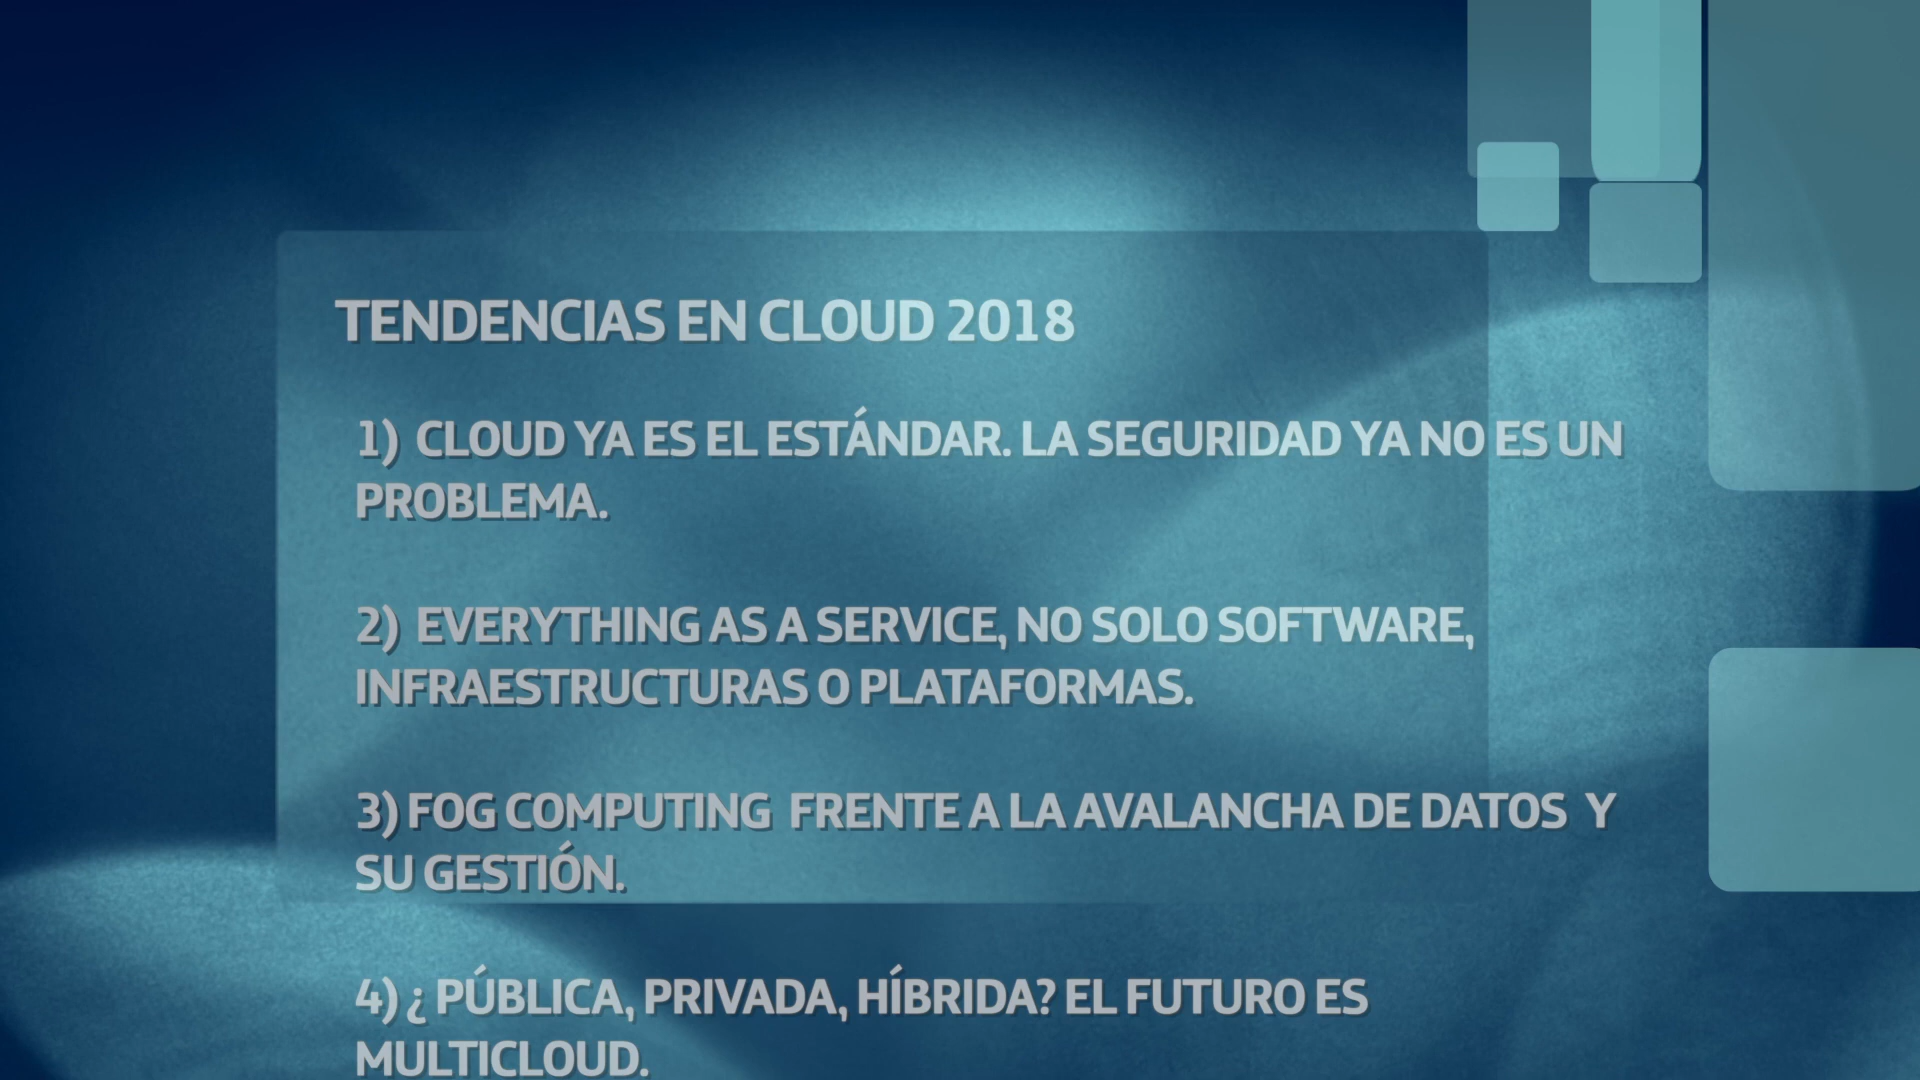 TENDENCIAS EN CLOUD 2018
1) CLOUD YA ES EL ESTÁNDAR. LA SEGURIDAD YA NO ES UN
PROBLEMA.
2) EVERYTHING AS A SERVICE, NO SOLO SOFTWARE,
INFRAESTRUCTURAS O PLATAFORMAS.
3) FOG COMPUTING FRENTE A LA AVALANCHA DE DATOS Y
SU GESTIÓN.
4) ¿ PÚBLICA, PRIVADA, HÍBRIDA? EL FUTURO ES
MULTICLOUD.